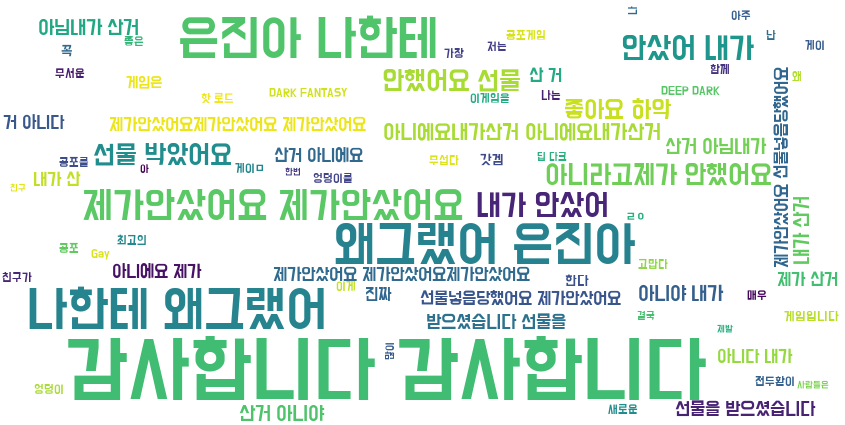 아님내가 산거
좋은
은진아 나한테
공포게임
그
아주
난
꼭
가장
저는
안샀어 내가
게이
무서운
게임은
안했어요 선물
산 거
함께
왜
핫 로드
DARK FANTASY
이게임을
나는
DEEP DARK
좋아요 하악
거 아니다
제가안샀어요제가안샀어요 제가안샀어요
아니에요내가산거 아니에요내가산거
산거 아님내가
공포를
선물 박았어요
산거 아니에요
무섭다
갓겜
딥 다크
아
게이ㅁ
한번
엉덩이를
아니라고제가 안했어요
제가안샀어요 선물넣음당했어요
친구
내가 산
제가안샀어요 제가안샀어요
내가 안샀어
내가 산거
ㄹㅇ
공포
최고의
Gay
왜그랬어 은진아
고맙다
친구가
아니에요 제가
제가안샀어요 제가안샀어요제가안샀어요
한다
제가 산거
이게
진짜
선물넣음당했어요 제가안샀어요
아니야 내가
매우
나한테 왜그랬어
받으셨습니다 선물을
결국
제발
게임입니다
감사합니다 감사합니다
많이
아니다 내가
엉덩이
전두환이
사람들은
산거 아니야
새로운
선물을 받으셨습니다